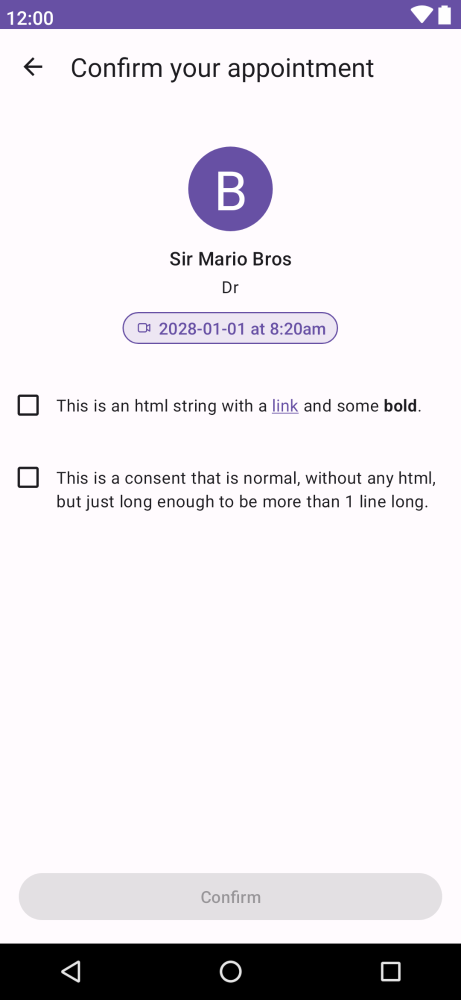 12:00
Confirm your appointment
B
Sir Mario Bros
Dr
2028-01-01 at 8:20am
This is an html string with a link and some bold.
This is a consent that is normal, without any html,
but just long enough to be more than 1 line long.
Confirm